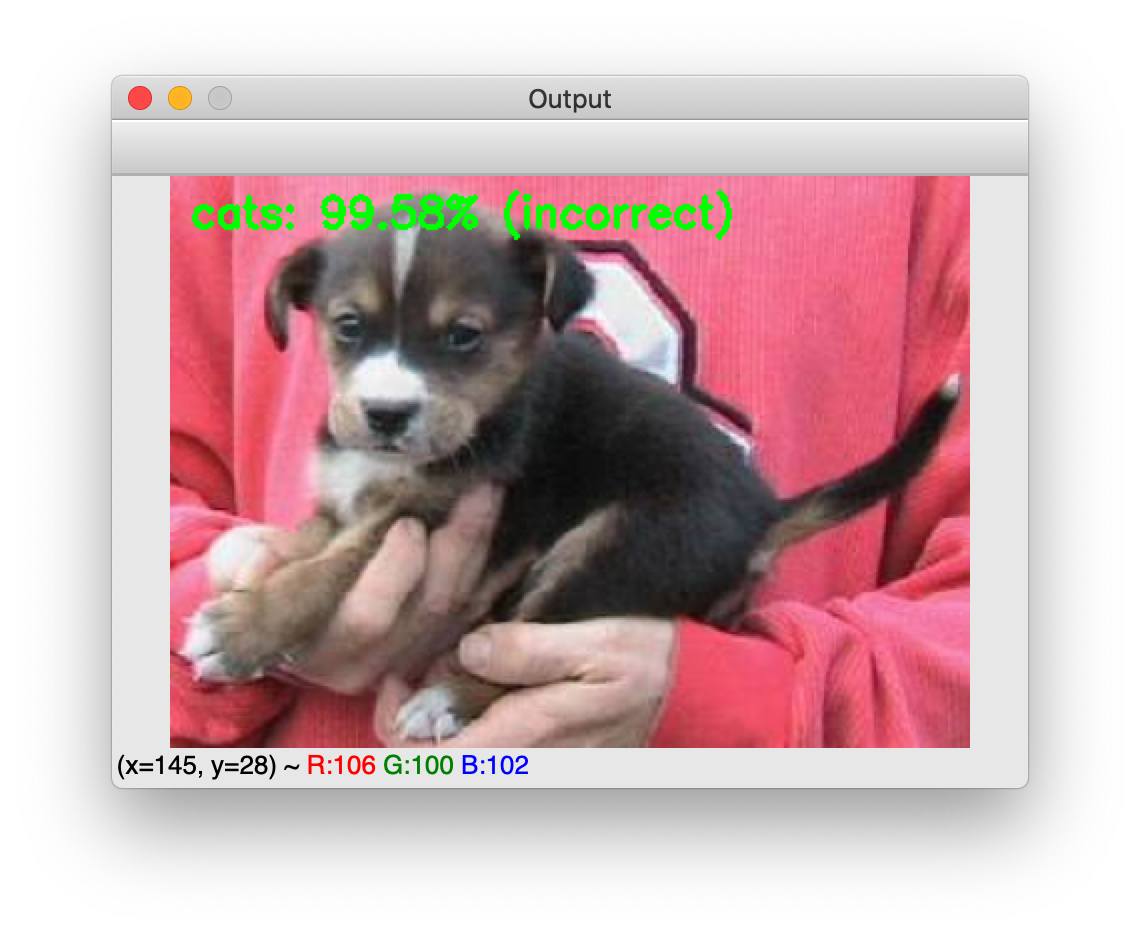 Output
cats: 99.58% (incorrect)
(x=145, y=28) ~ R:106 G:100 B:102